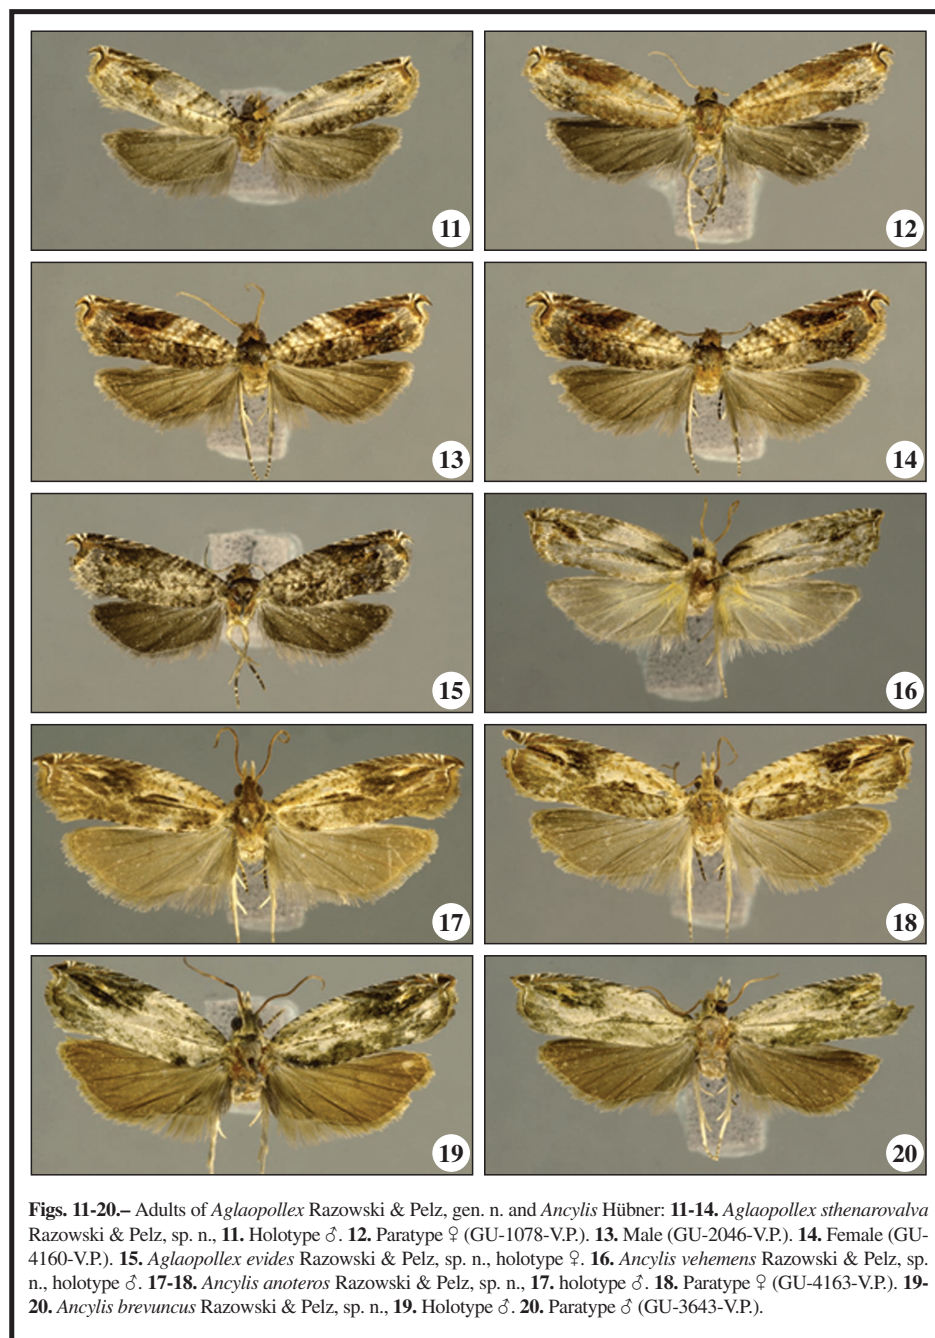 11
12
13
14
15
16
17
18
19
20
Figs. 11-20.– Adults of Aglaopollex Razowski & Pelz, gen. n. and Ancylis Hübner: 11-14. Aglaopollex sthenarovalva
Razowski & Pelz, sp. n., 11. Holotype ♂. 12. Paratype ♀ (GU-1078-V.P.). 13. Male (GU-2046-V.P.). 14. Female (GU-
4160-V.P.). 15. Aglaopollex evides Razowski & Pelz, sp. n., holotype ♀. 16. Ancylis vehemens Razowski & Pelz, sp.
n., holotype ♂. 17-18. Ancylis anoteros Razowski & Pelz, sp. n., 17. holotype ♂. 18. Paratype ♀ (GU-4163-V.P.). 19-
20. Ancylis brevuncus Razowski & Pelz, sp. n., 19. Holotype ♂. 20. Paratype ♂ (GU-3643-V.P.).